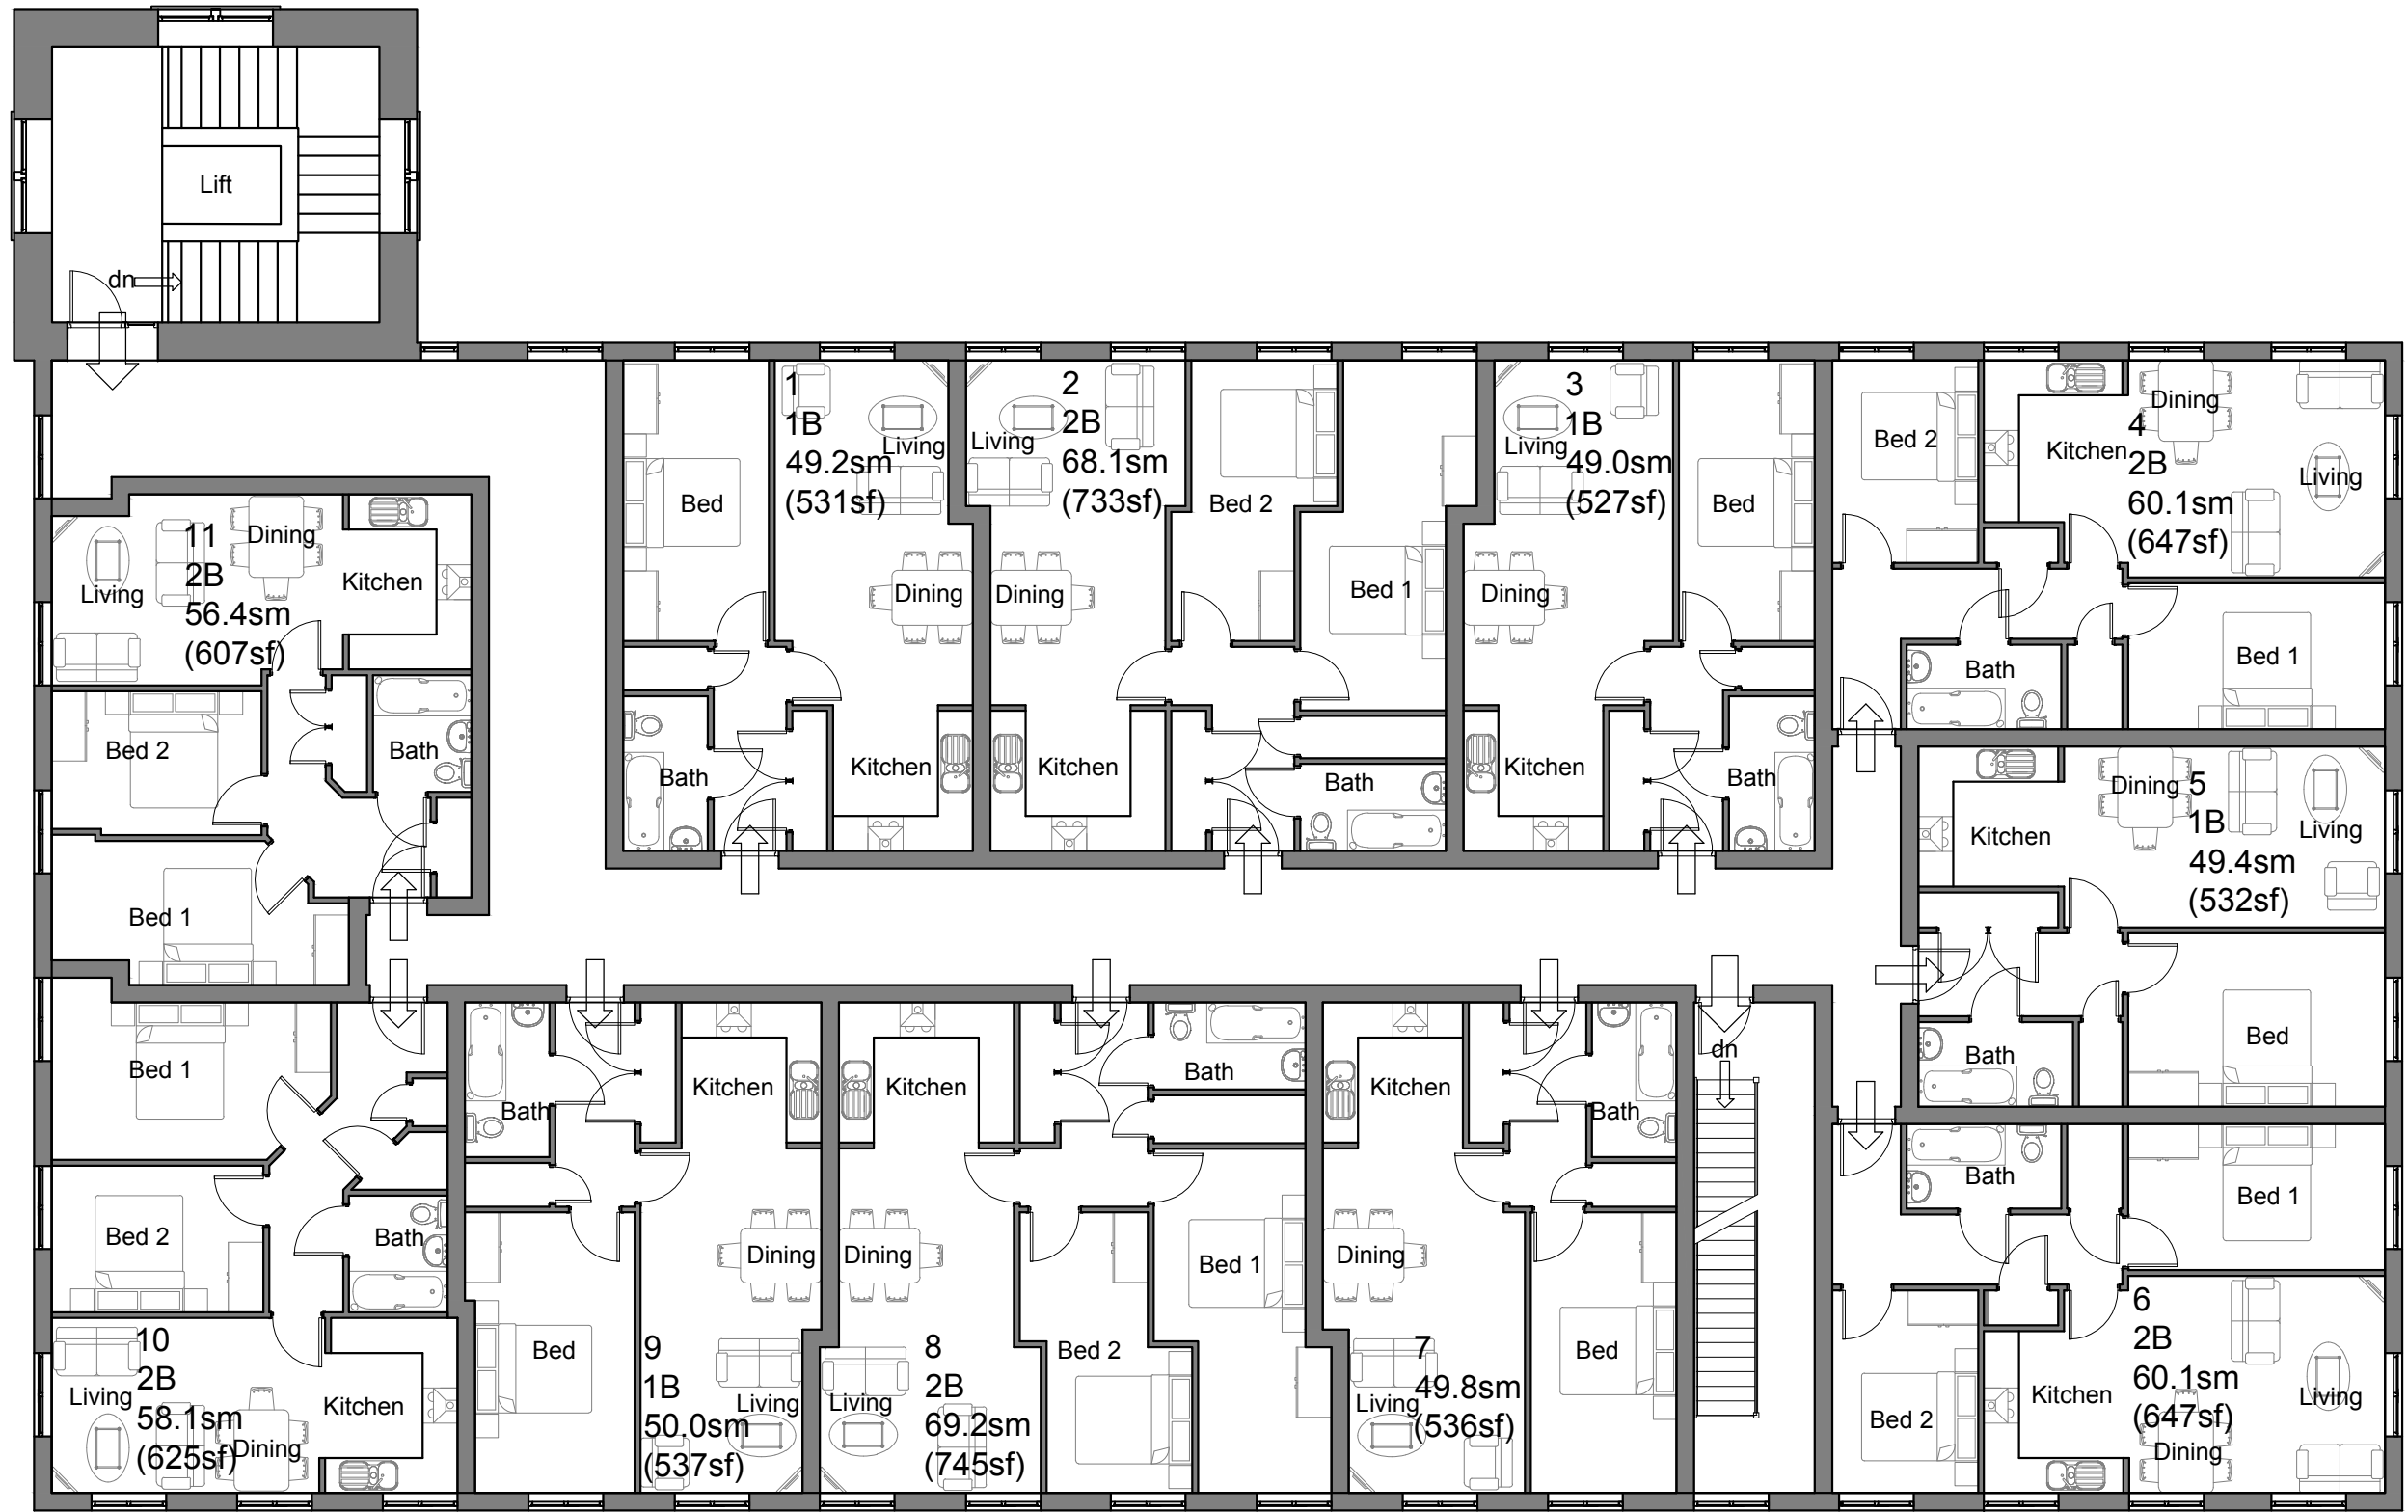 Lift
dn
1
1B
49.2sm
(531sf)
Living
Bed
Dining
Kitchen
Bath
2
2B
68.1sm
(733sf)
Living
Bed 2
Dining
Bed 1
Kitchen
Bath
3
1B
49.0sm
(527sf)
Living
Bed
Dining
Kitchen
Bath
4
2B
60.1sm
(647sf)
Dining
Bed 2
Kitchen
Living
Bed 1
Bath
11
2B
56.4sm
(607sf)
Dining
Kitchen
Living
Bed 2
Bath
Bed 1
5
1B
49.4sm
(532sf)
Dining
Kitchen
Living
Bed
Bath
10
2B
58.1sm
(625sf)
Bed 1
Bed 2
Bath
Living
Kitchen
Dining
9
1B
50.0sm
(537sf)
Kitchen
Bath
Dining
Bed
Living
8
2B
69.2sm
(745sf)
Kitchen
Bath
Dining
Bed 1
Bed 2
Living
7
49.8sm
(536sf)
Kitchen
Bath
Dining
Bed
Living
dn
6
2B
60.1sm
(647sf)
Bath
Bed 1
Kitchen
Living
Bed 2
Dining